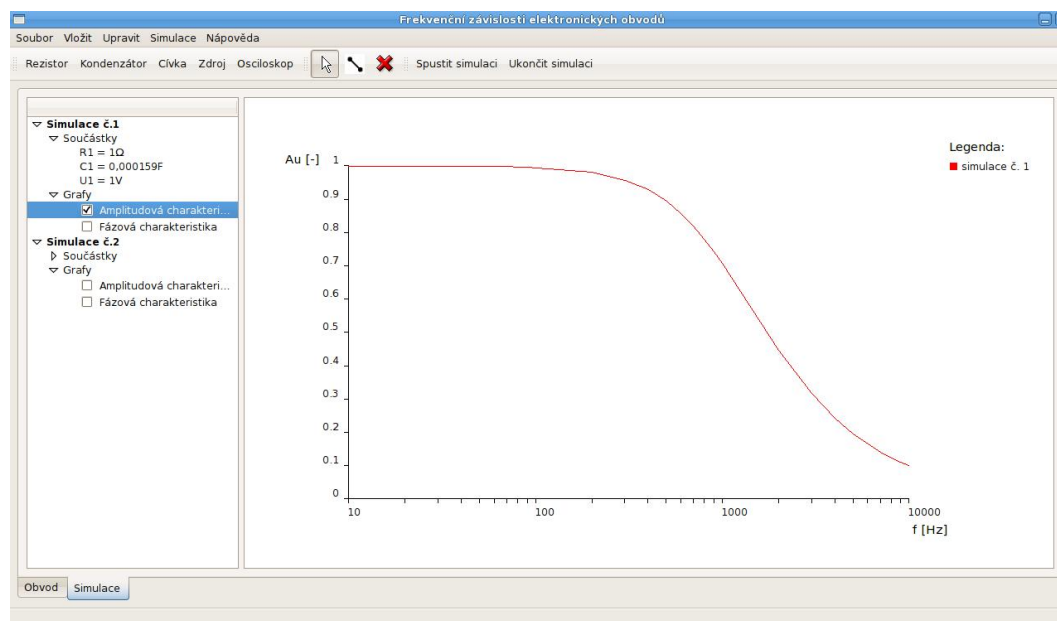 Frekvenční závislosti elektronických obvodů
Soubor Vložit Upravit Simulace Nápověda
Rezistor Kondenzátor Cívka Zdroj Osciloskop Spustit simulaci Ukončit simulaci
Simulace č.1
Součástky
R1 = 1Ω
C1 = 0,000159F
U1 = 1V
Grafy
Amplitudová charakteri...
Fázová charakteristika
Simulace č.2
Součástky
Grafy
Amplitudová charakteri...
Fázová charakteristika
Au [-]
1
0.9
0.8
0.7
0.6
0.5
0.4
0.3
0.2
0.1
0
10 100 1000 10000
f [Hz]
Legenda:
simulace č. 1
Obvod Simulace